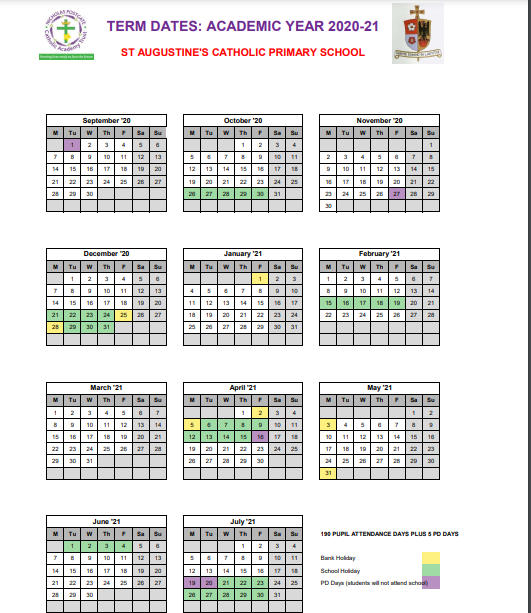 NICHOLAS POSTGATE
Catholic Academy Trust
TERM DATES: ACADEMIC YEAR 2020-21
ST AUGUSTINE'S CATHOLIC PRIMARY SCHOOL
September '20
M Tu W Th F Sa Su
1 2 3 4 5 6
7 8 9 10 11 12 13
14 15 16 17 18 19 20
21 22 23 24 25 26 27
28 29 30
October '20
M Tu W Th F Sa Su
1 2 3 4
5 6 7 8 9 10 11
12 13 14 15 16 17 18
19 20 21 22 23 24 25
26 27 28 29 30 31
November '20
M Tu W Th F Sa Su
1
2 3 4 5 6 7 8
9 10 11 12 13 14 15
16 17 18 19 20 21 22
23 24 25 26 27 28 29
30
December '20
M Tu W Th F Sa Su
1 2 3 4 5 6
7 8 9 10 11 12 13
14 15 16 17 18 19 20
21 22 23 24 25 26 27
28 29 30 31
January '21
M Tu W Th F Sa Su
1 2 3
4 5 6 7 8 9 10
11 12 13 14 15 16 17
18 19 20 21 22 23 24
25 26 27 28 29 30 31
February '21
M Tu W Th F Sa Su
1 2 3 4 5 6 7
8 9 10 11 12 13 14
15 16 17 18 19 20 21
22 23 24 25 26 27 28
March '21
M Tu W Th F Sa Su
1 2 3 4 5 6 7
8 9 10 11 12 13 14
15 16 17 18 19 20 21
22 23 24 25 26 27 28
29 30 31
April '21
M Tu W Th F Sa Su
1 2 3 4
5 6 7 8 9 10 11
12 13 14 15 16 17 18
19 20 21 22 23 24 25
26 27 28 29 30
May '21
M Tu W Th F Sa Su
1 2
3 4 5 6 7 8 9
10 11 12 13 14 15 16
17 18 19 20 21 22 23
24 25 26 27 28 29 30
31
June '21
M Tu W Th F Sa Su
1 2 3 4 5 6
7 8 9 10 11 12 13
14 15 16 17 18 19 20
21 22 23 24 25 26 27
28 29 30
July '21
M Tu W Th F Sa Su
1 2 3 4
5 6 7 8 9 10 11
12 13 14 15 16 17 18
19 20 21 22 23 24 25
26 27 28 29 30 31
190 PUPIL ATTENDANCE DAYS PLUS 5 PD DAYS
Bank Holiday
School Holiday
PD Days (students will not attend school)